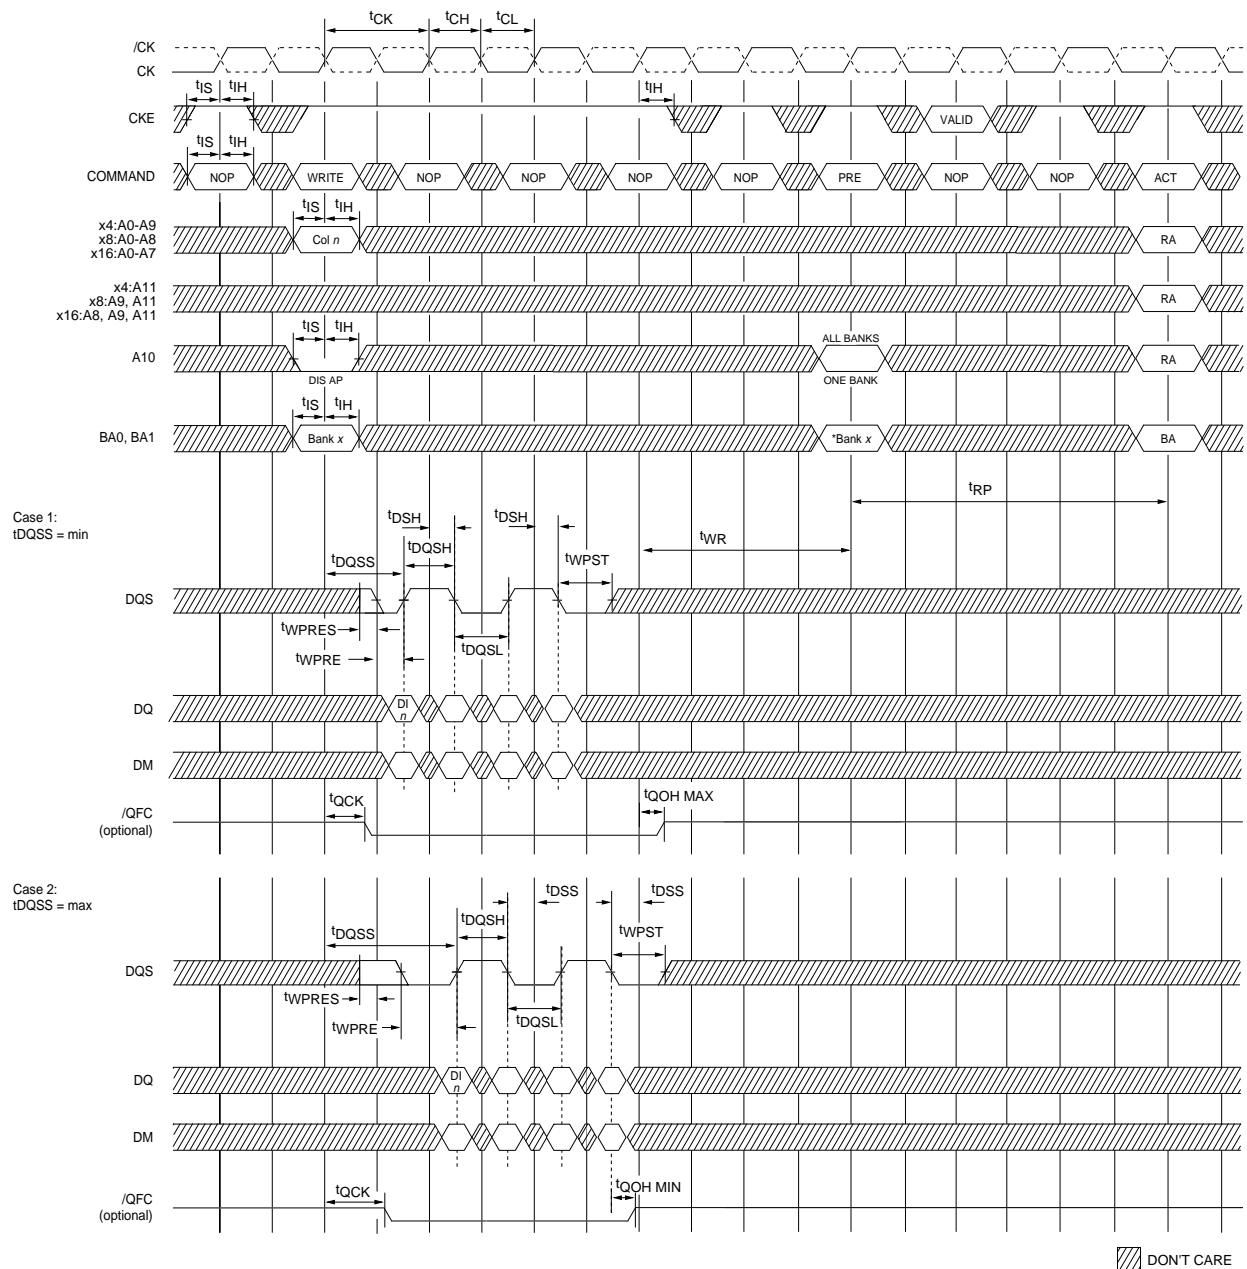 tCK tCH tCL
/CK
CK
tIS tIH tIH
CKE VALID
tIS tIH
COMMAND NOP WRITE NOP NOP NOP NOP PRE NOP NOP ACT
tIS tIH
x4:A0-A9
x8:A0-A8
x16:A0-A7
Col n RA
x4:A11
x8:A9, A11
x16:A8, A9, A11
RA
tIS tIH ALL BANKS
A10 RA
DIS AP ONE BANK
tIS tIH
BA0, BA1 Bank x *Bank x BA
tRP
Case 1:
tDQSS = min
tDSH tDSH
tDQSH tWR
tDQSS tWPST
DQS
tWPRES
tDQSL
tWPRE
DQ DI
n
DM
tQCK tQOH MAX
/QFC
(optional)
Case 2:
tDQSS = max
tDSS tDSS
tDQSH
tDQSS tWPST
DQS
tWPRES
tDQSL
tWPRE
DQ DI
n
DM
tQCK tQOH MIN
/QFC
(optional)
DON'T CARE